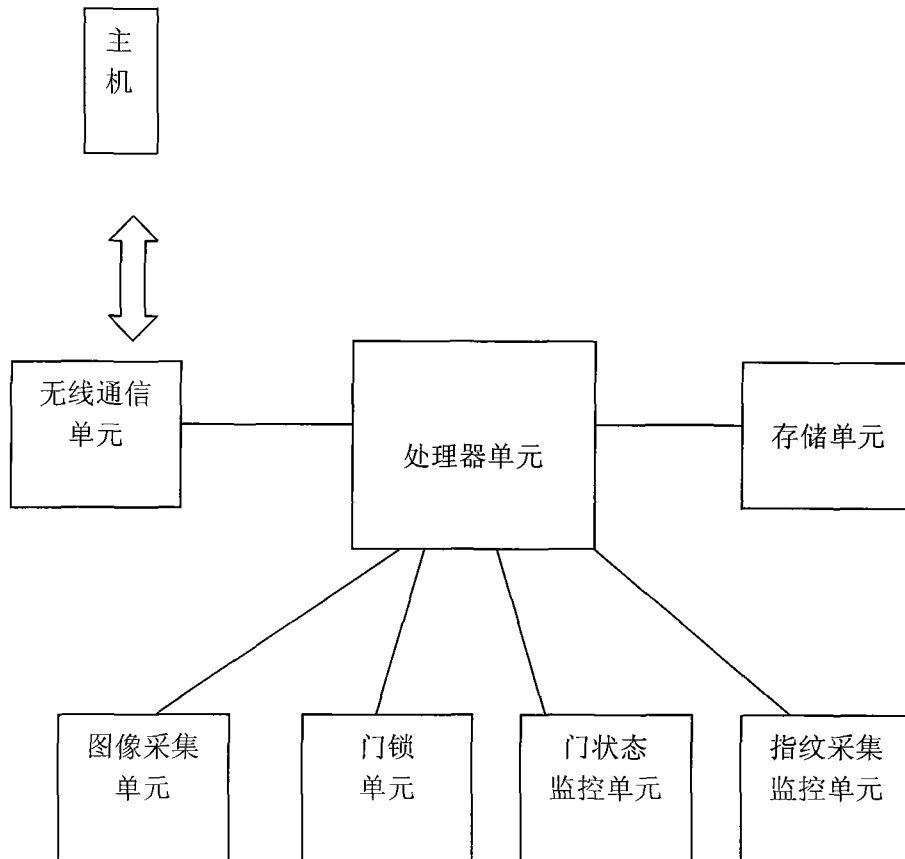 主
机
无线通信
单元
处理器单元
存储单元
图像采集
单元
门锁
单元
门状态
监控单元
指纹采集
监控单元